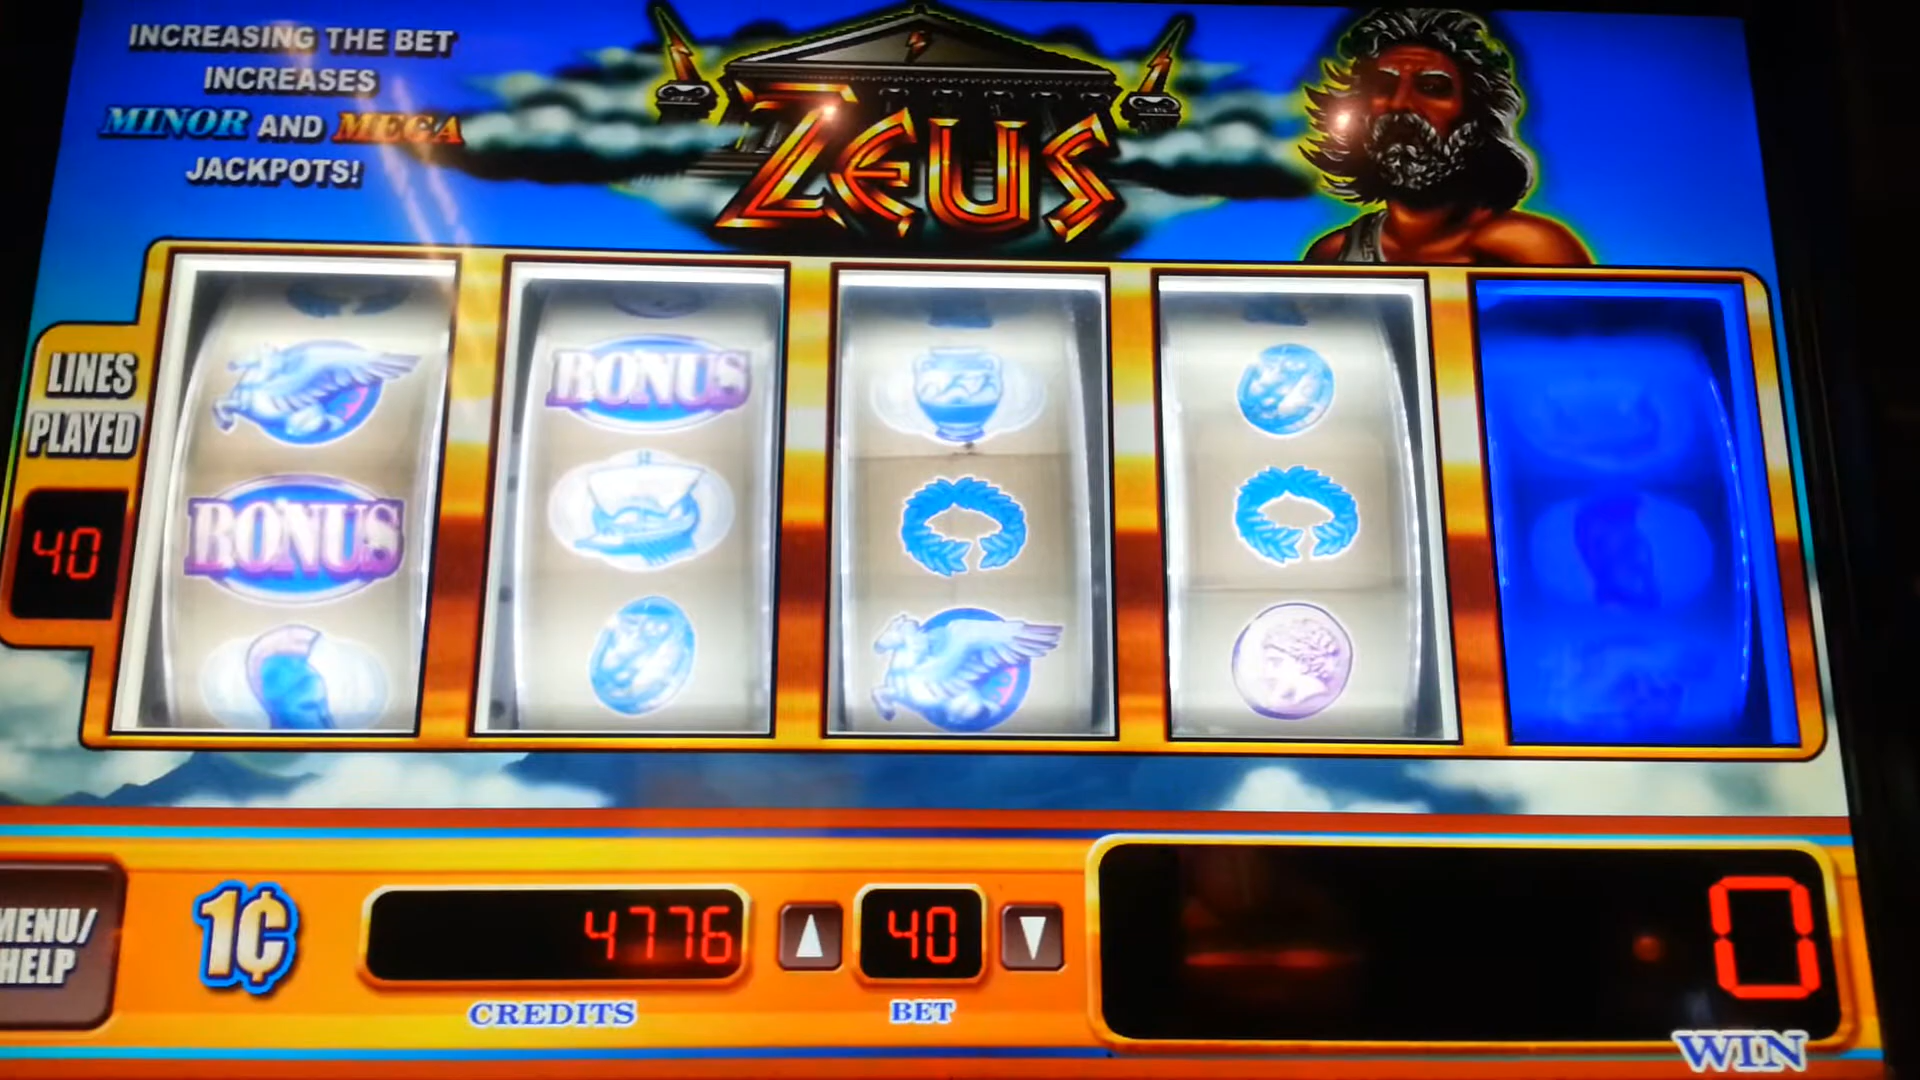 INCREASING THE BET
INCREASES
MINOR AND MEGA
JACKPOTS!
ZEUS
LINES
PLAYED
40
BONUS
BONUS
MENU/
HELP
1¢
4776
CREDITS
40
BET
0
WIN